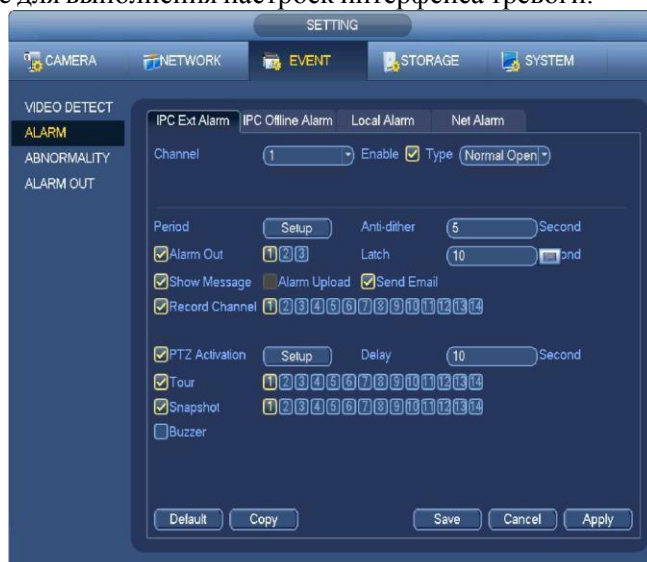 для выполнения настроек интерфейса тревоги.
SETTING
CAMERA NETWORK EVENT STORAGE SYSTEM
VIDEO DETECT
ALARM
ABNORMALITY
ALARM OUT
IPC Ext Alarm IPC Offline Alarm Local Alarm Net Alarm
Channel 1 Enable Type Normal Open
Period Setup Anti-dither 5 Second
Alarm Out 1 2 3 Latch 10 ond
Show Message Alarm Upload Send Email
Record Channel 1 2 3 4 5 6 7 8 9 10 11 12 13 14
PTZ Activation Setup Delay 10 Second
Tour 1 2 3 4 5 6 7 8 9 10 11 12 13 14
Snapshot 1 2 3 4 5 6 7 8 9 10 11 12 13 14
Buzzer
Default Copy Save Cancel Apply